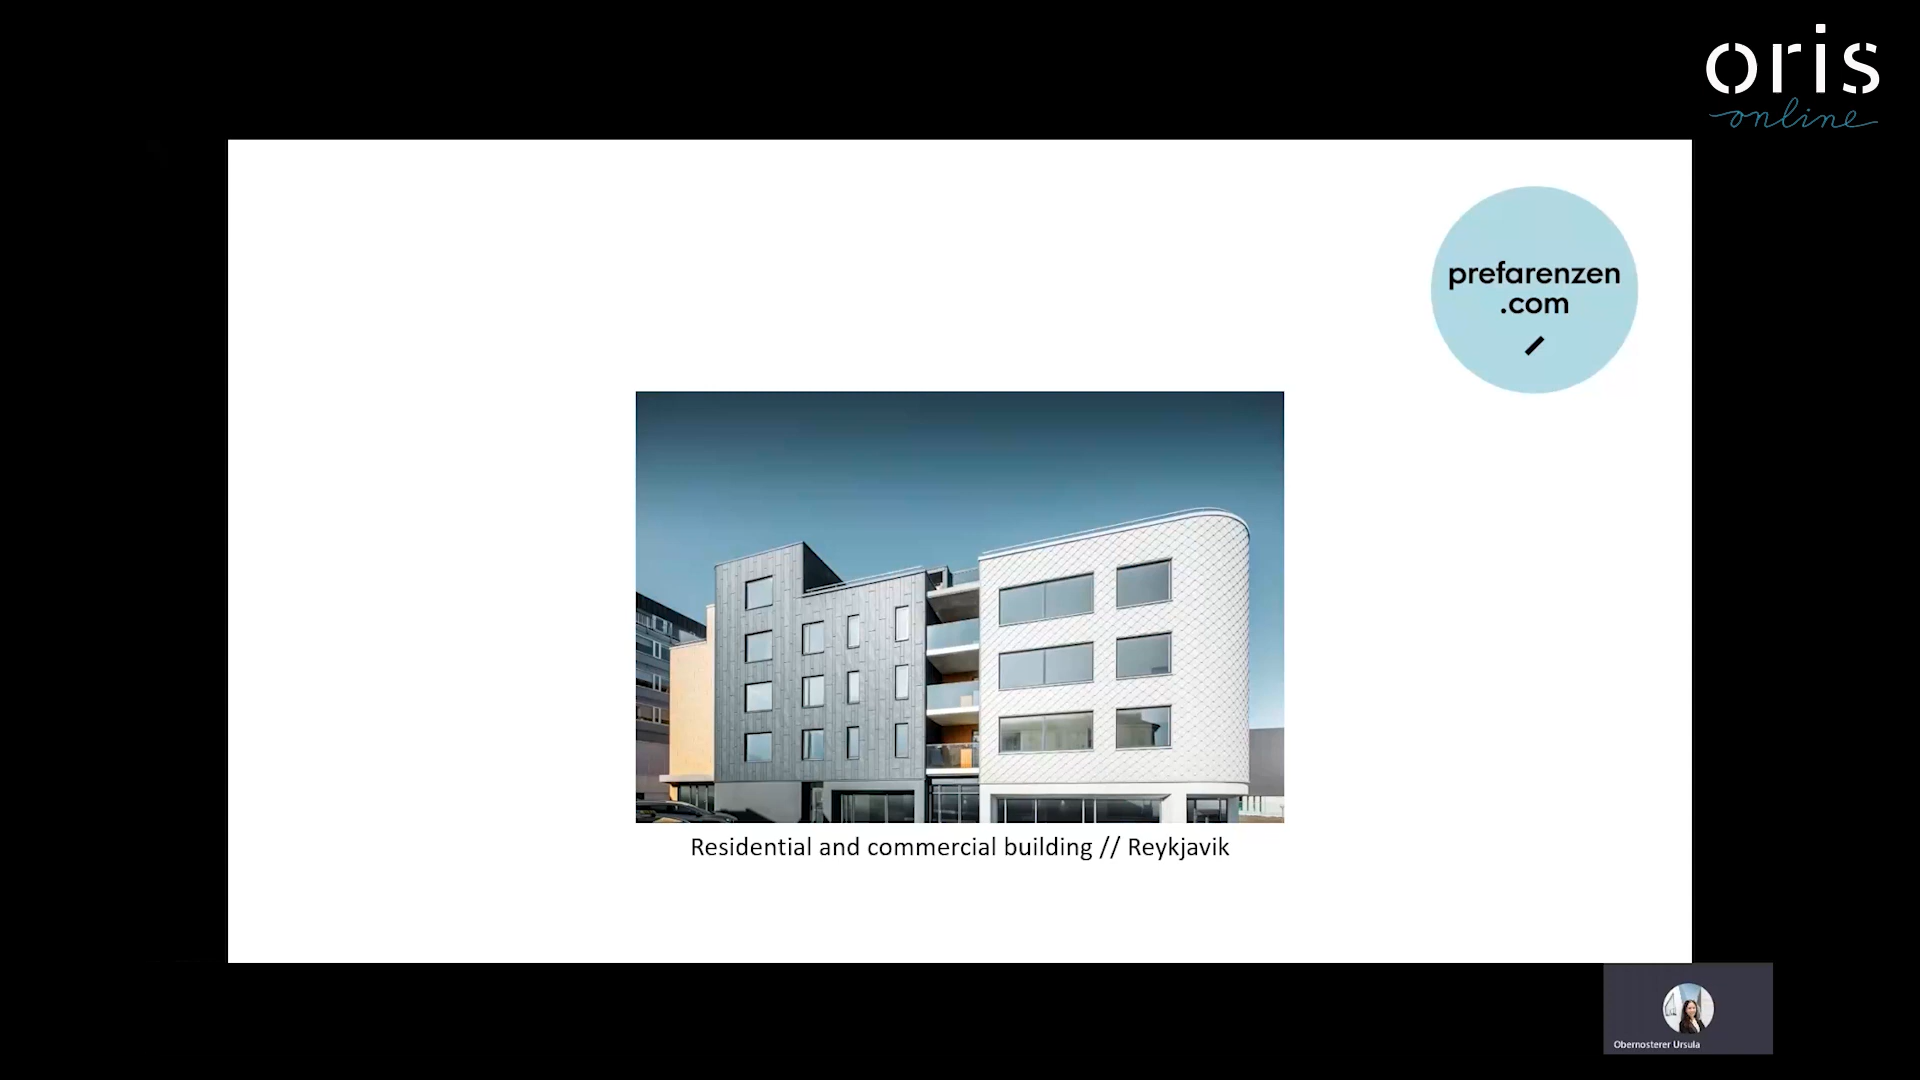 oris
online
prefarenzen
.com
Residential and commercial building // Reykjavik
Obernosterer Ursula